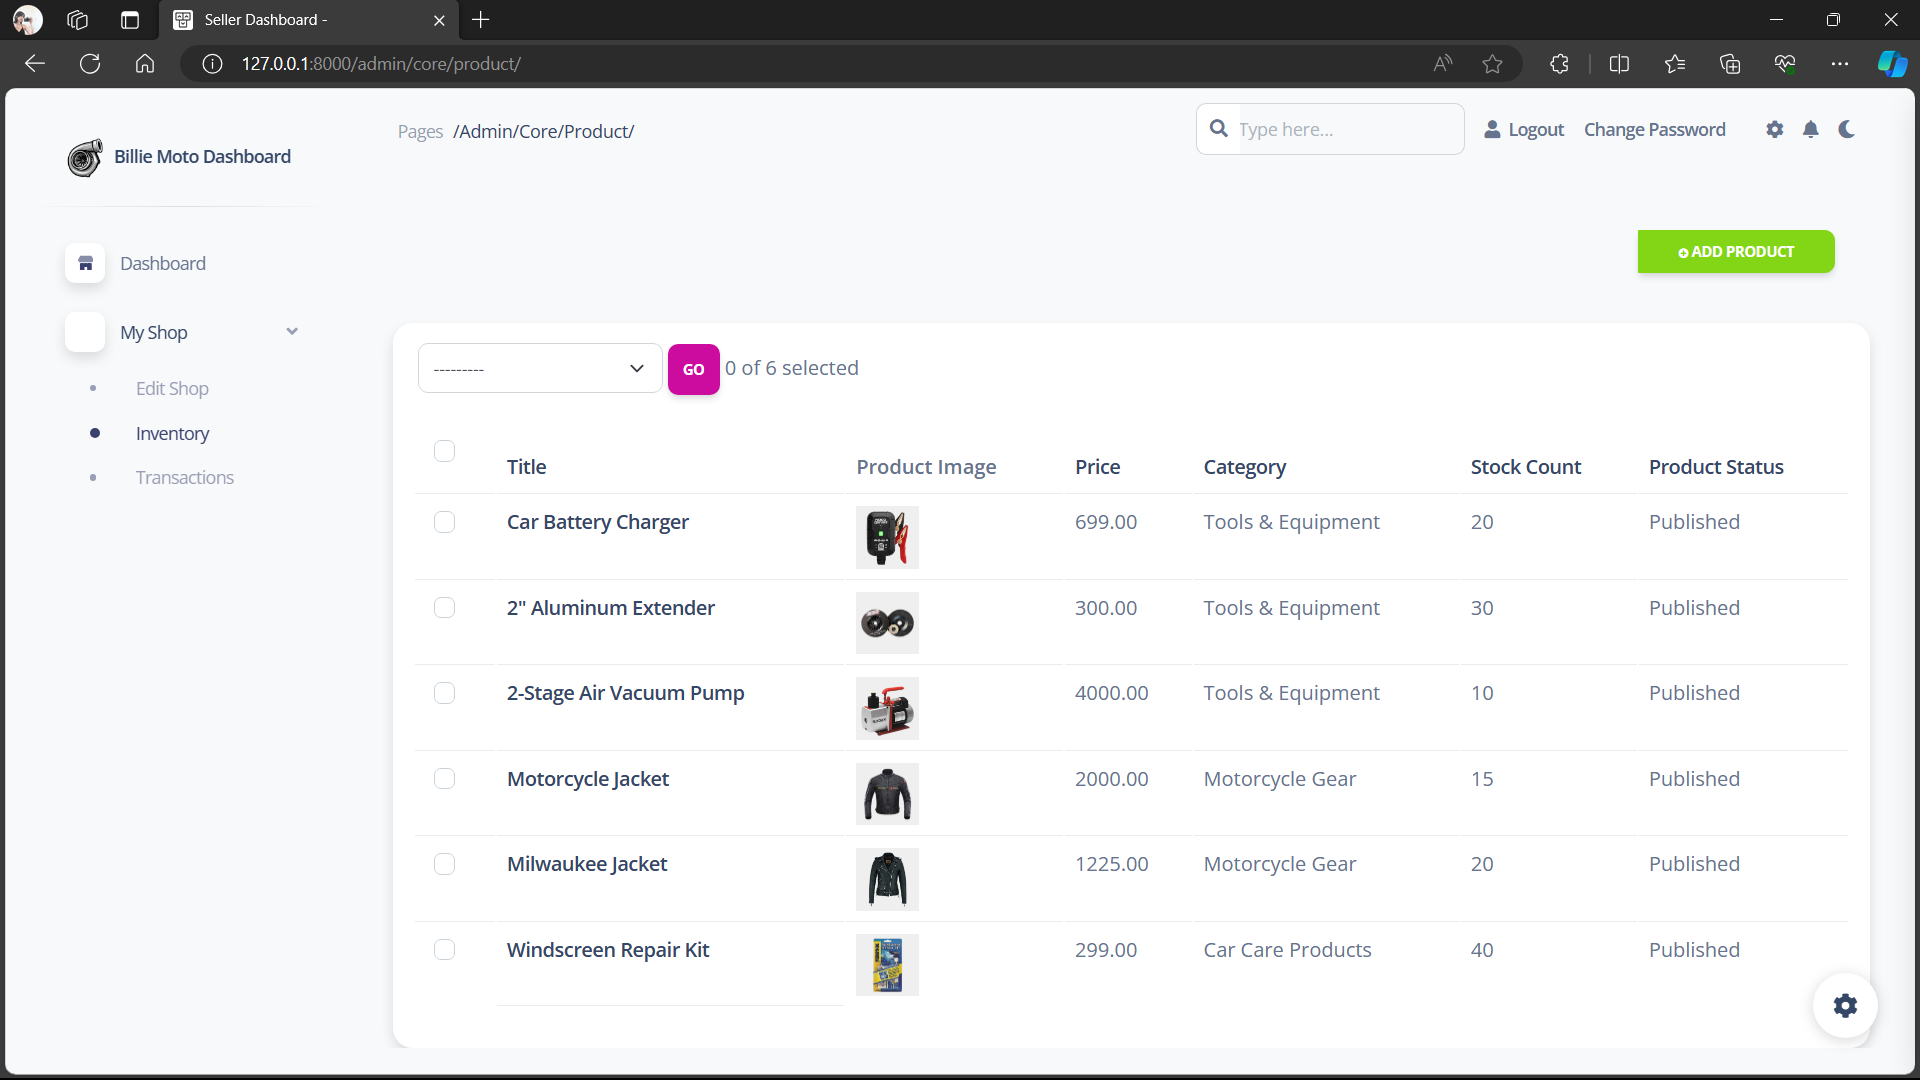 Seller Dashboard -
127.0.0.1:8000/admin/core/product/
Billie Moto Dashboard
Pages /Admin/Core/Product/
Type here...
Logout
Change Password
ADD PRODUCT
Dashboard
My Shop
Edit Shop
Inventory
Transactions
---------
GO
0 of 6 selected
Title Product Image Price Category Stock Count Product Status
Car Battery Charger 699.00 Tools & Equipment 20 Published
2" Aluminum Extender 300.00 Tools & Equipment 30 Published
2-Stage Air Vacuum Pump 4000.00 Tools & Equipment 10 Published
Motorcycle Jacket 2000.00 Motorcycle Gear 15 Published
Milwaukee Jacket 1225.00 Motorcycle Gear 20 Published
Windscreen Repair Kit 299.00 Car Care Products 40 Published